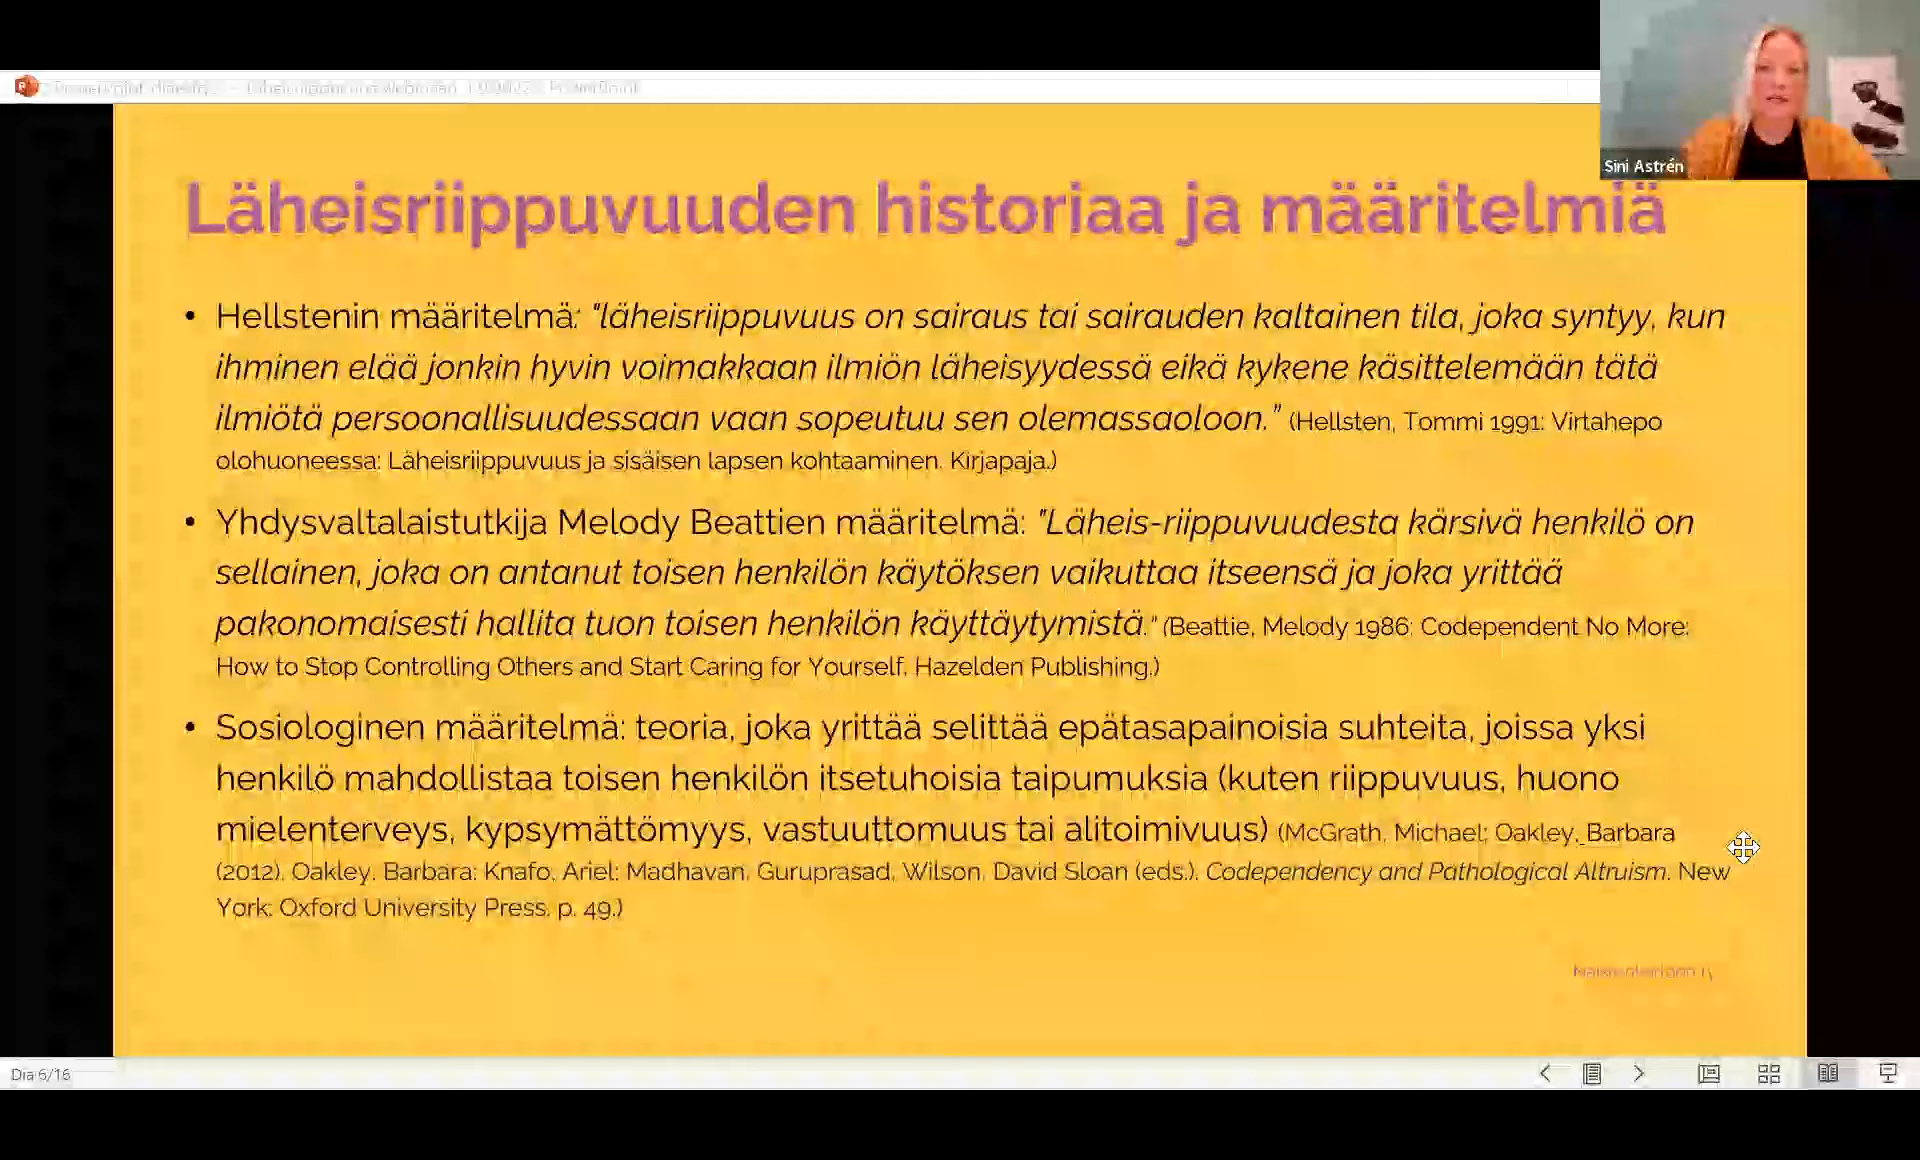 Sini Astrén
Läheisriippuvuuden historiaa ja määritelmiä
• Hellstenin määritelmä: "läheisriippuvuus on sairaus tai sairauden kaltainen tila, joka syntyy, kun
ihminen elää jonkin hyvin voimakkaan ilmiön läheisyydessä eikä kykene käsittelemään tätä
ilmiötä persoonallisuudessaan vaan sopeutuu sen olemassaoloon." (Hellsten, Tommi 1991: Virtahepo
olohuoneessa: Läheisriippuvuus ja sisäisen lapsen kohtaaminen. Kirjapaja.)
• Yhdysvaltalaistutkija Melody Beattien määritelmä: "Läheis-riippuvuudesta kärsivä henkilö on
sellainen, joka on antanut toisen henkilön käytöksen vaikuttaa itseensä ja joka yrittää
pakonomaisesti hallita tuon toisen henkilön käyttäytymistä." (Beattie, Melody 1986: Codependent No More:
How to Stop Controlling Others and Start Caring for Yourself. Hazelden Publishing.)
• Sosiologinen määritelmä: teoria, joka yrittää selittää epätasapainoisia suhteita, joissa yksi
henkilö mahdollistaa toisen henkilön itsetuhoisia taipumuksia (kuten riippuvuus, huono
mielenterveys, kypsymättömyys, vastuuttomuus tai alitoimivuus) (McGrath, Michael; Oakley, Barbara
(2012). Oakley, Barbara; Knafo, Ariel; Madhavan, Guruprasad, Wilson, David Sloan (eds.). Codependency and Pathological Altruism. New
York: Oxford University Press. p. 49.)
Dia 6/16